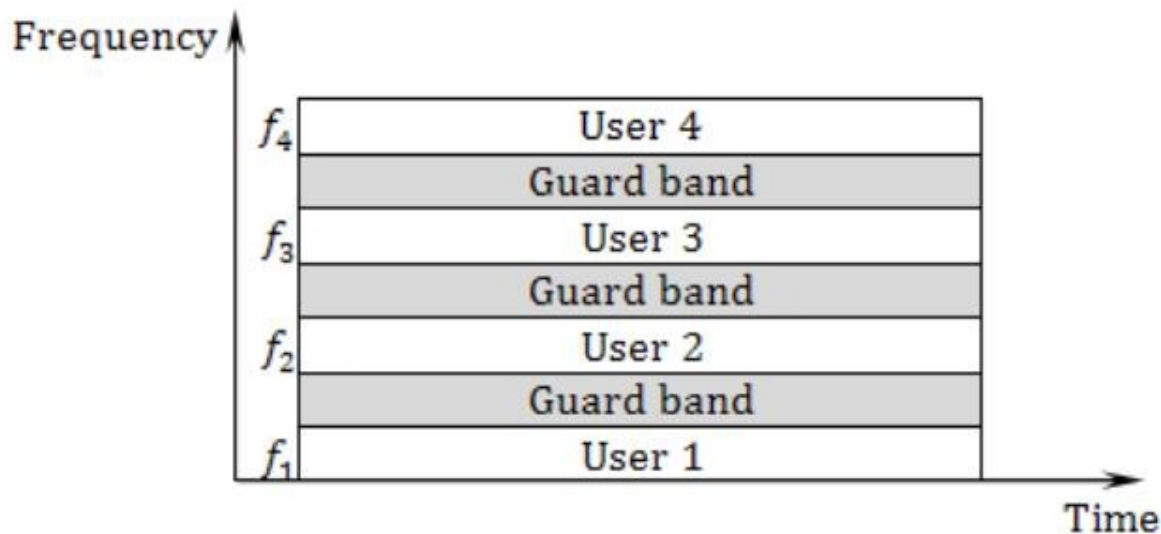 Frequency
f₄ User 4
Guard band
f₃ User 3
Guard band
f₂ User 2
Guard band
f₁ User 1
Time